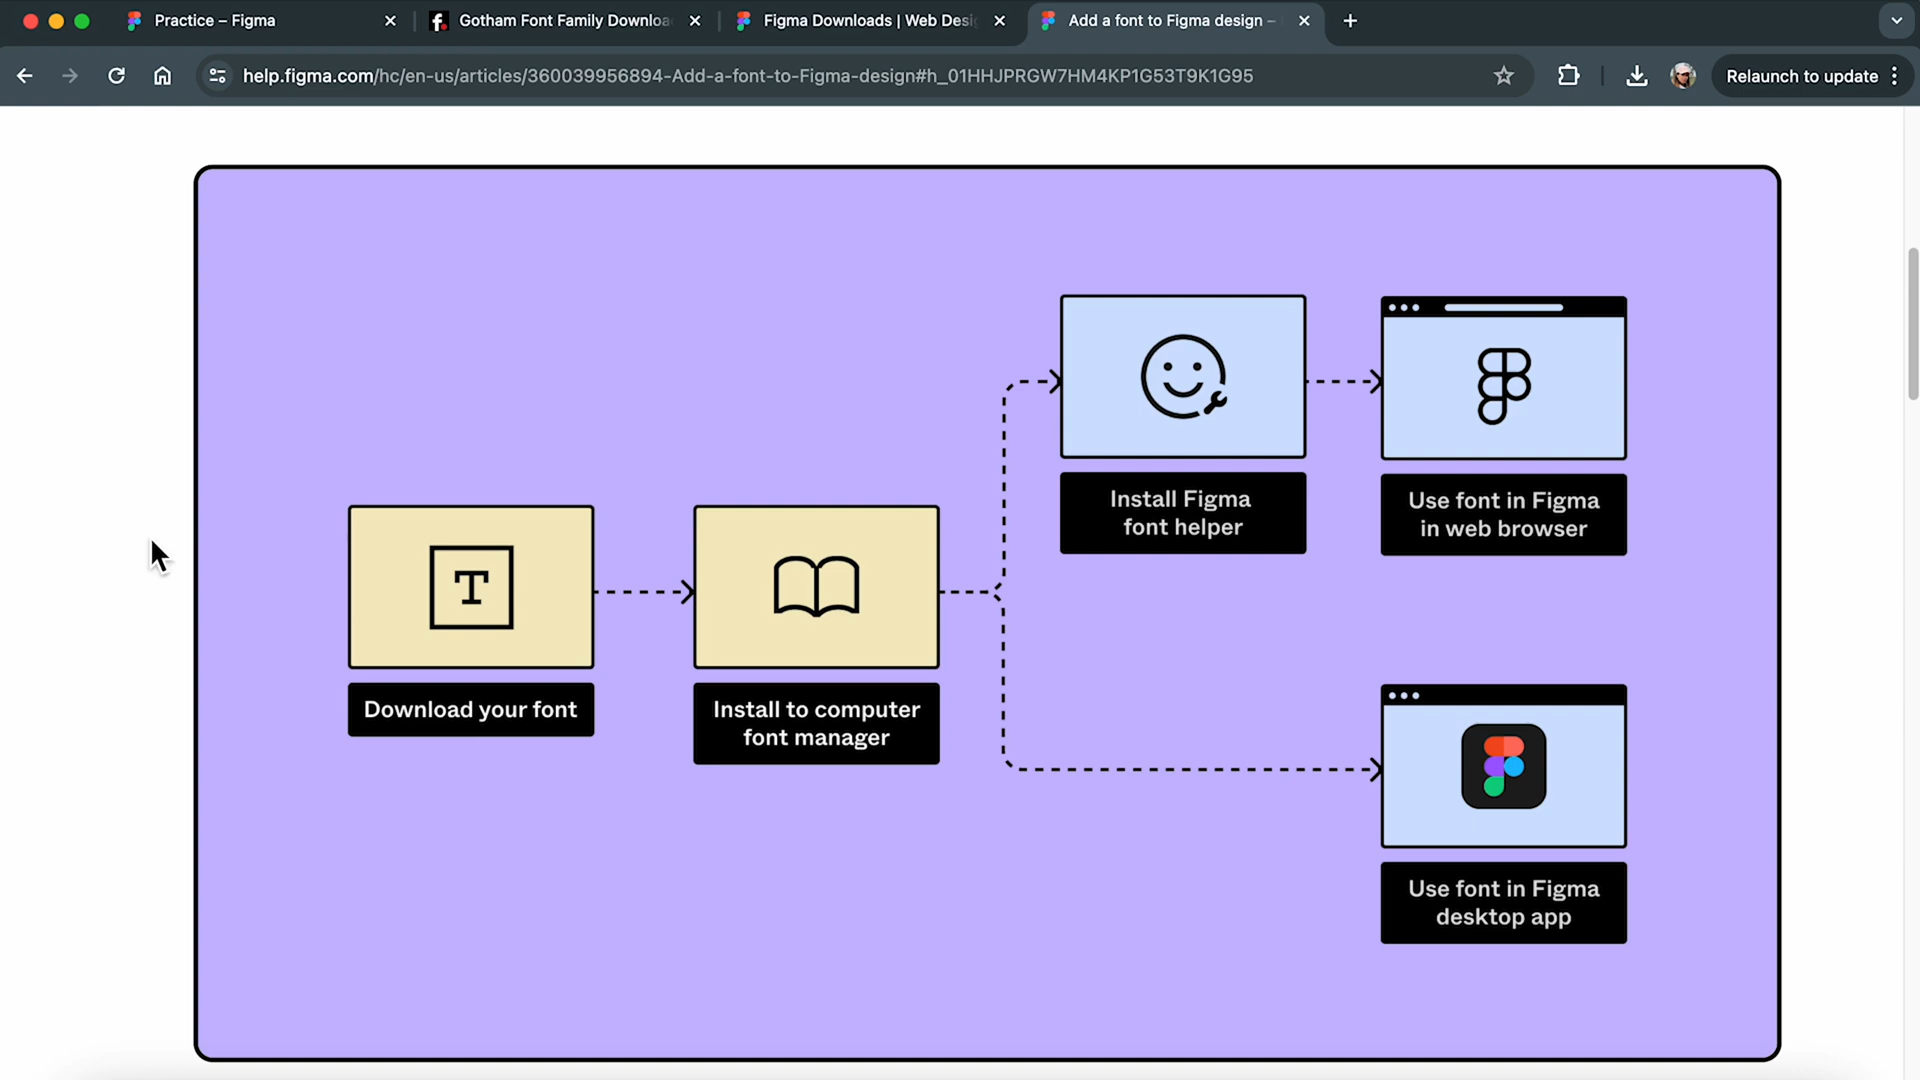 Practice – Figma
Gotham Font Family Downloa
Figma Downloads | Web Desi
Add a font to Figma design –
help.figma.com/hc/en-us/articles/360039956894-Add-a-font-to-Figma-design#h_01HHJPRGW7HM4KP1G53T9K1G95
Relaunch to update
Install Figma
font helper
Use font in Figma
in web browser
T
Download your font
Install to computer
font manager
Use font in Figma
desktop app